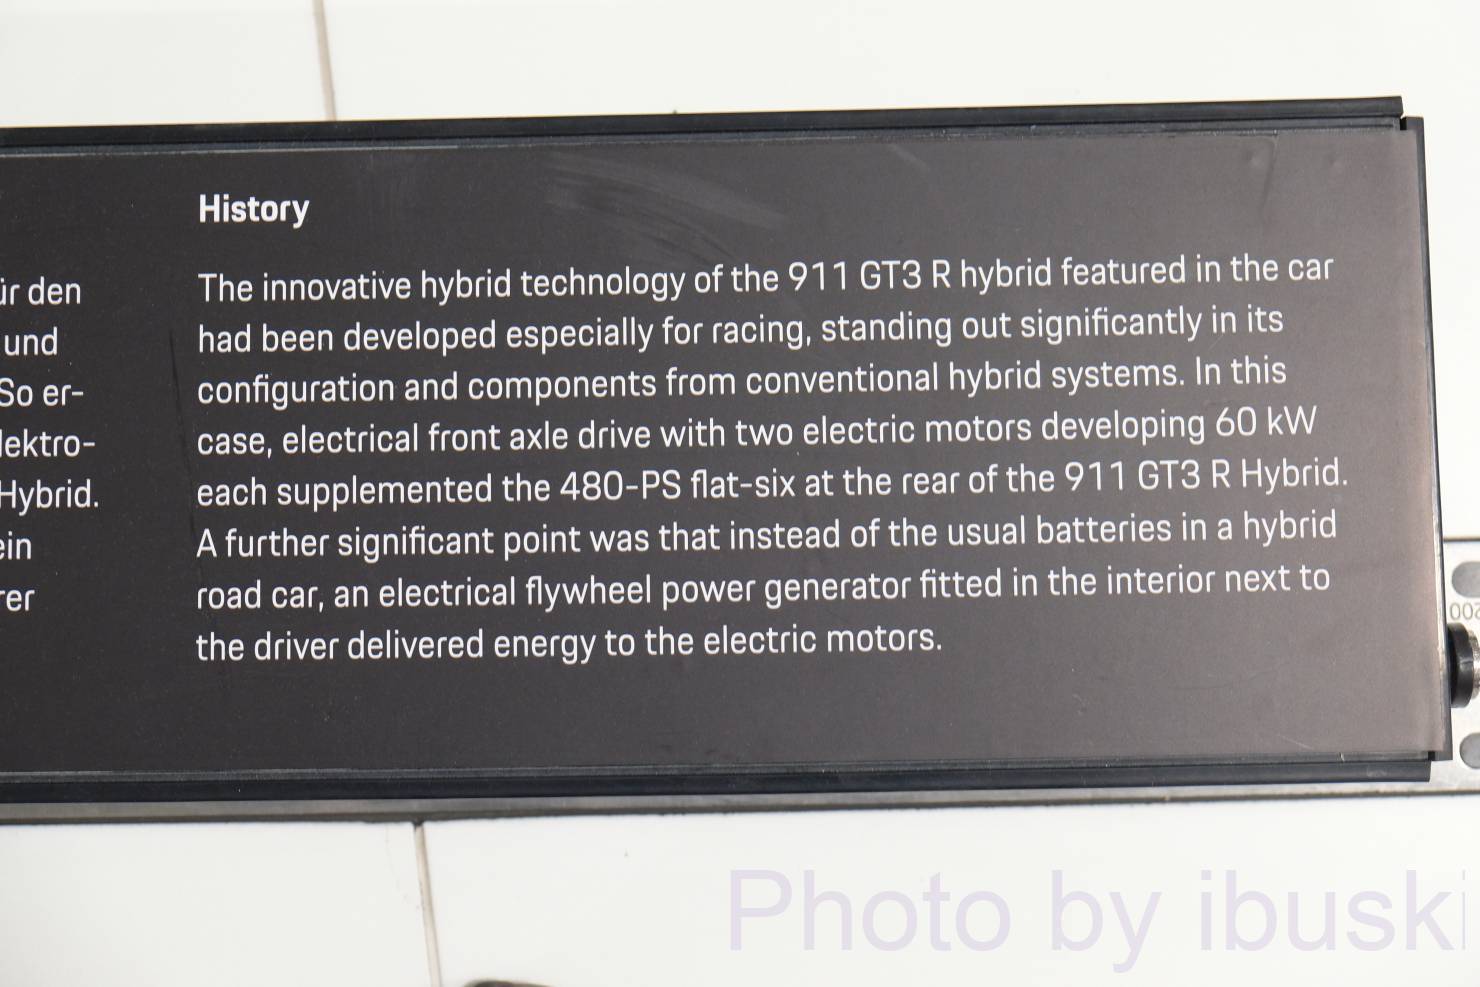 ür den
und
So er-
lektro-
Hybrid.
ein
rer
History
The innovative hybrid technology of the 911 GT3 R hybrid featured in the car
had been developed especially for racing, standing out significantly in its
configuration and components from conventional hybrid systems. In this
case, electrical front axle drive with two electric motors developing 60 kW
each supplemented the 480-PS flat-six at the rear of the 911 GT3 R Hybrid.
A further significant point was that instead of the usual batteries in a hybrid
road car, an electrical flywheel power generator fitted in the interior next to
the driver delivered energy to the electric motors.
Photo by ibuski